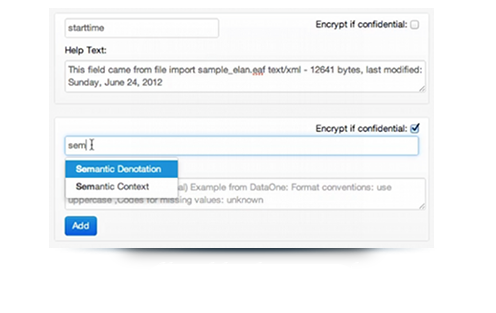 starttime
Encrypt if confidential:
Help Text:
This field came from file import sample_elan.eaf text/xml - 12641 bytes, last modified:
Sunday, June 24, 2012
Encrypt if confidential:
sem
Semantic Denotation
Semantic Context
al) Example from DataOne: Format conventions: use
uppercase ,Codes for missing values: unknown
Add